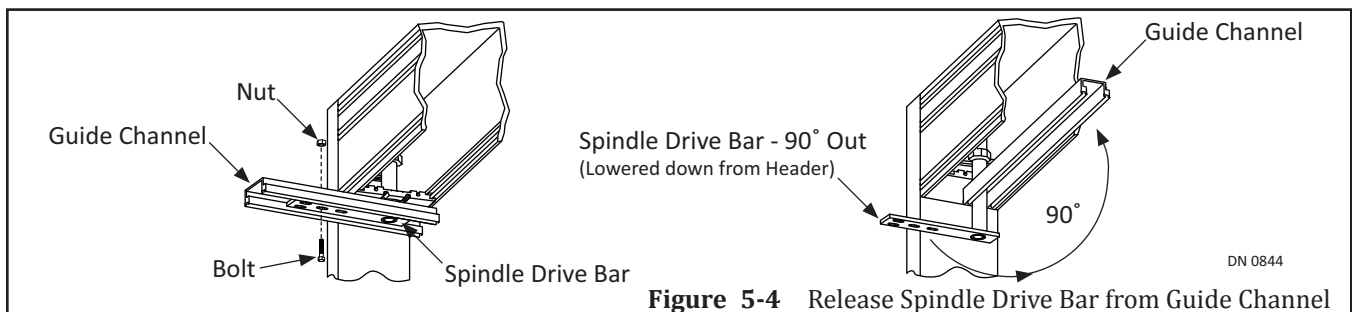 Nut
Guide Channel
Bolt
Spindle Drive Bar
Guide Channel
Spindle Drive Bar - 90˚ Out
(Lowered down from Header)
90˚
DN 0844
Figure 5-4 Release Spindle Drive Bar from Guide Channel